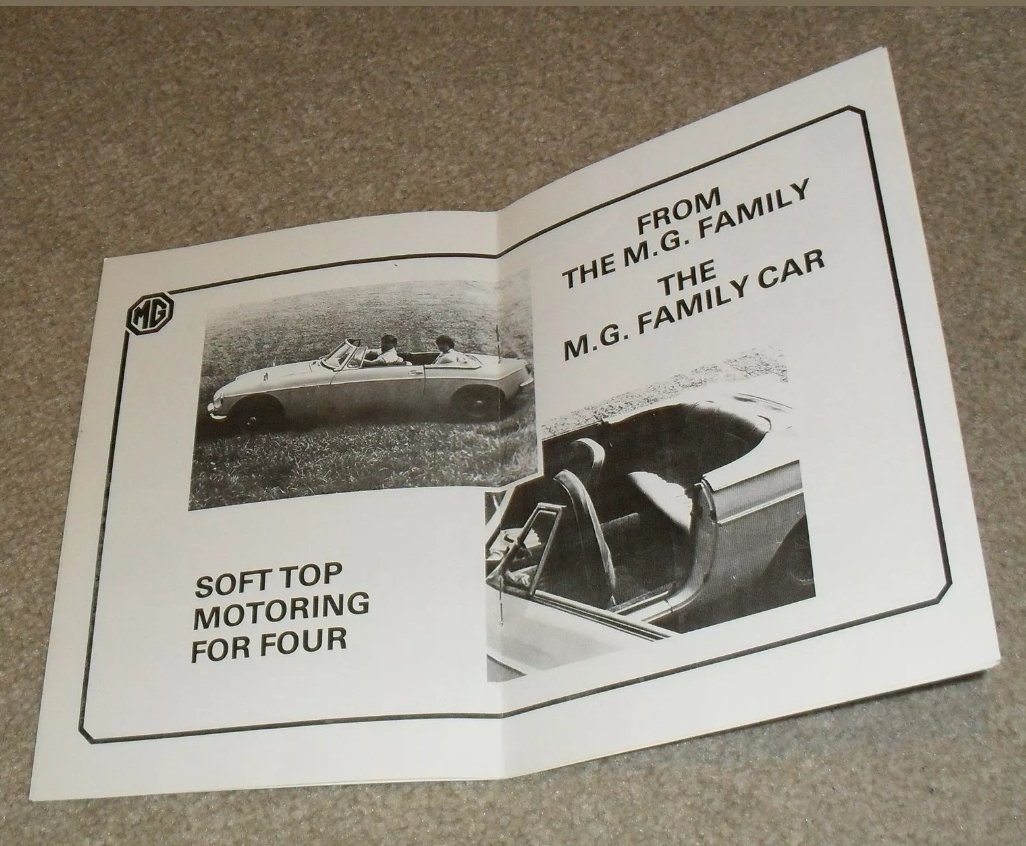 MG
SOFT TOP
MOTORING
FOR FOUR
FROM
THE M.G. FAMILY
THE
M.G. FAMILY CAR